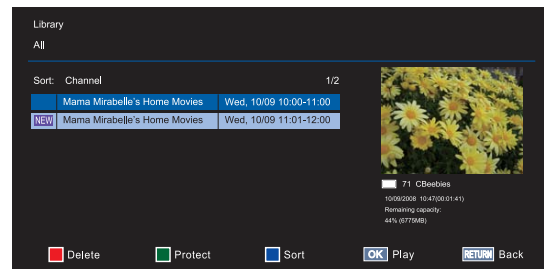 Library
All
Sort: Channel 1/2
Mama Mirabelle's Home Movies Wed, 10/09 10:00-11:00
NEW Mama Mirabelle's Home Movies Wed, 10/09 11:01-12:00
71 CBeebies
10/09/2008 10:47(00:01:41)
Remaining capacity:
44% (6775MB)
Delete Protect Sort OK Play RETURN Back